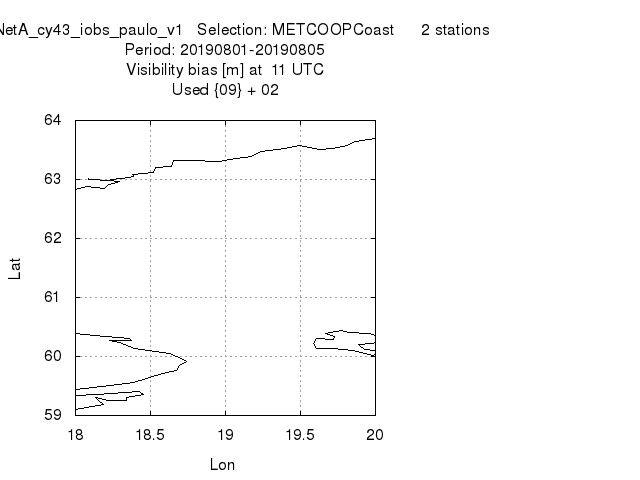 NetA_cy43_iobs_paulo_v1 Selection: METCOOPCoast 2 stations
Period: 20190801-20190805
Visibility bias [m] at 11 UTC
Used {09} + 02
64
63
62
61
60
59
Lat
18 18.5 19 19.5 20
Lon